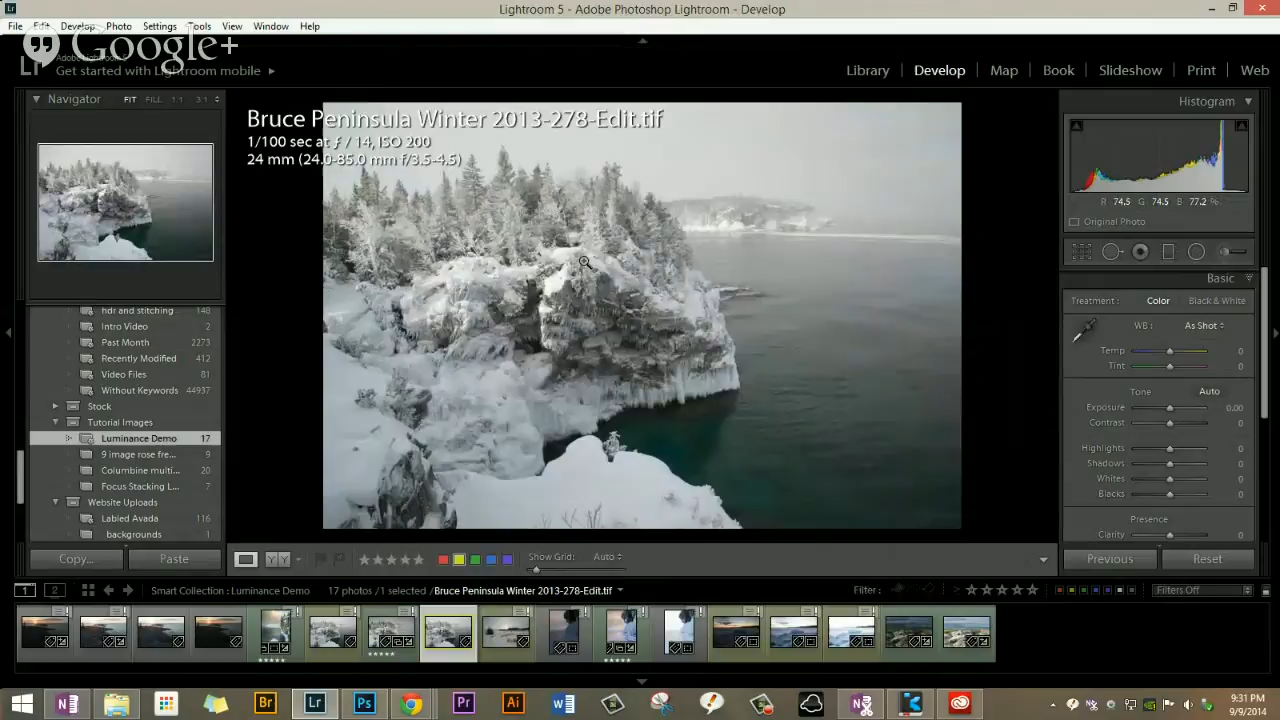 Lightroom 5 - Adobe Photoshop Lightroom - Develop
File Edit Develop Photo Settings Tools View Window Help
Google+
Get started with Lightroom mobile
Library Develop Map Book Slideshow Print Web
Navigator FIT FILL 1:1 3:1
Histogram
Bruce Peninsula Winter 2013-278-Edit.tif
1/100 sec at ƒ / 14, ISO 200
24 mm (24.0-85.0 mm f/3.5-4.5)
R 74.5 G 74.5 B 77.2 %
Original Photo
Basic
Treatment: Color Black & White
WB: As Shot
Temp 0
Tint 0
Tone Auto
Exposure 0.00
Contrast 0
Highlights 0
Shadows 0
Whites 0
Blacks 0
Presence
Clarity 0
Previous Reset
hdr and stitching 148
Intro Video 2
Past Month 2273
Recently Modified 412
Video Files 81
Without Keywords 44937
Stock
Tutorial Images
Luminance Demo 17
9 image rose fre...
Columbine multi... 20
Focus Stacking L... 7
Website Uploads
Labled Avada 116
backgrounds 1
Copy... Paste
Show Grid: Auto
1 2 Smart Collection : Luminance Demo 17 photos /1 selected /Bruce Peninsula Winter 2013-278-Edit.tif Filter : Filters Off
Br Lr Ps Pr Ai
9:31 PM
9/9/2014